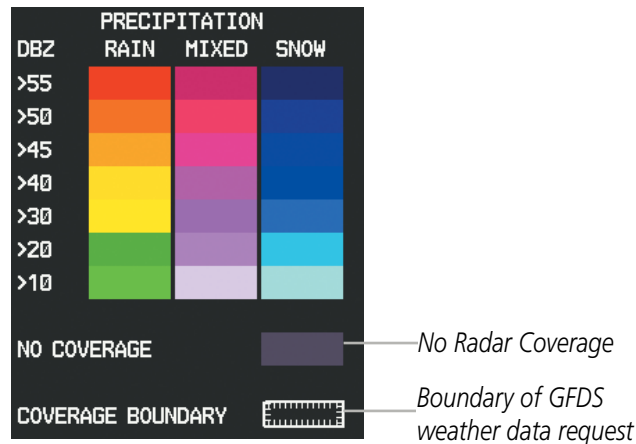 PRECIPITATION
DBZ RAIN MIXED SNOW
>55
>50
>45
>40
>30
>20
>10
NO COVERAGE
No Radar Coverage
COVERAGE BOUNDARY
Boundary of GFDS
weather data request